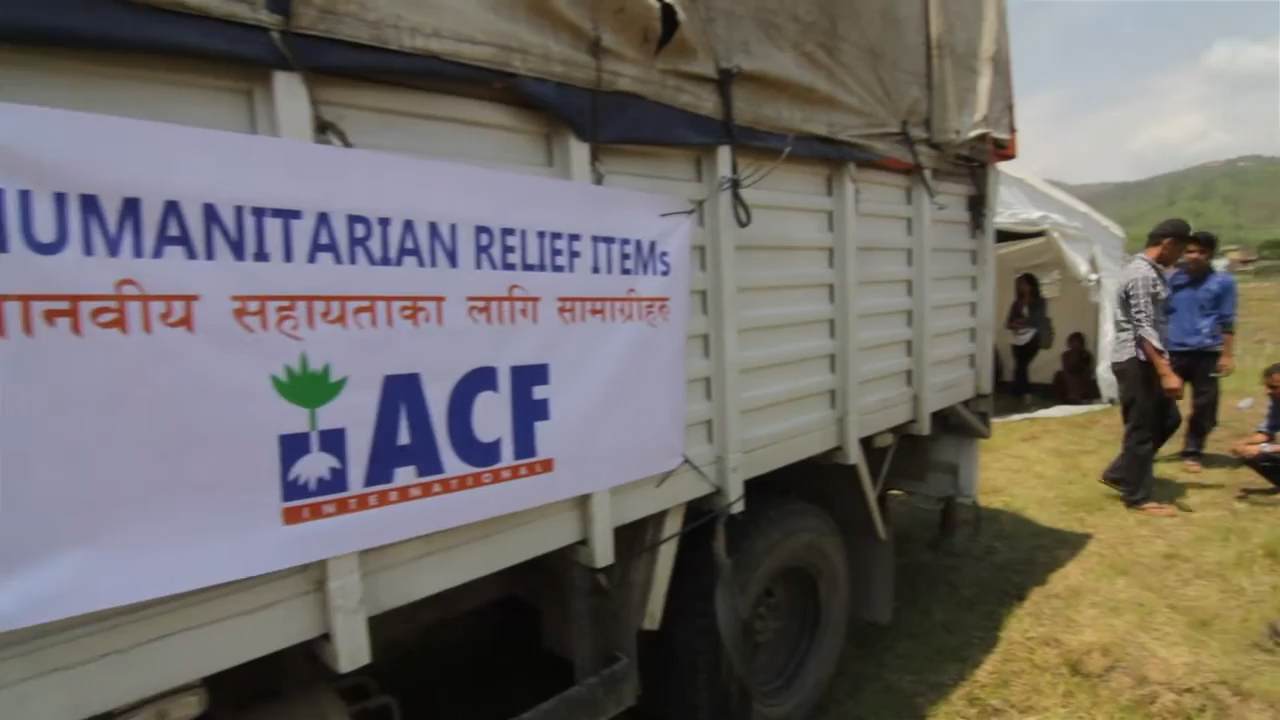 HUMANITARIAN RELIEF ITEMs
मानवीय सहायताका लागि सामाग्रीहरु
ACF
INTERNATIONAL